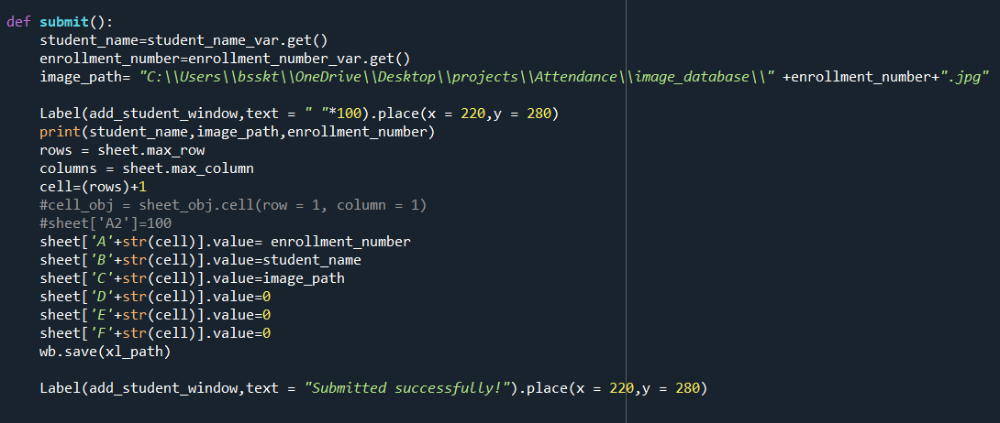 def submit():
    student_name=student_name_var.get()
    enrollment_number=enrollment_number_var.get()
    image_path= "C:\\Users\\bsskt\\OneDrive\\Desktop\\projects\\Attendance\\image_database\\" +enrollment_number+".jpg"

    Label(add_student_window,text = " "*100).place(x = 220,y = 280)
    print(student_name,image_path,enrollment_number)
    rows = sheet.max_row
    columns = sheet.max_column
    cell=(rows)+1
    #cell_obj = sheet_obj.cell(row = 1, column = 1)
    #sheet['A2']=100
    sheet['A'+str(cell)].value= enrollment_number
    sheet['B'+str(cell)].value=student_name
    sheet['C'+str(cell)].value=image_path
    sheet['D'+str(cell)].value=0
    sheet['E'+str(cell)].value=0
    sheet['F'+str(cell)].value=0
    wb.save(xl_path)

    Label(add_student_window,text = "Submitted successfully!").place(x = 220,y = 280)